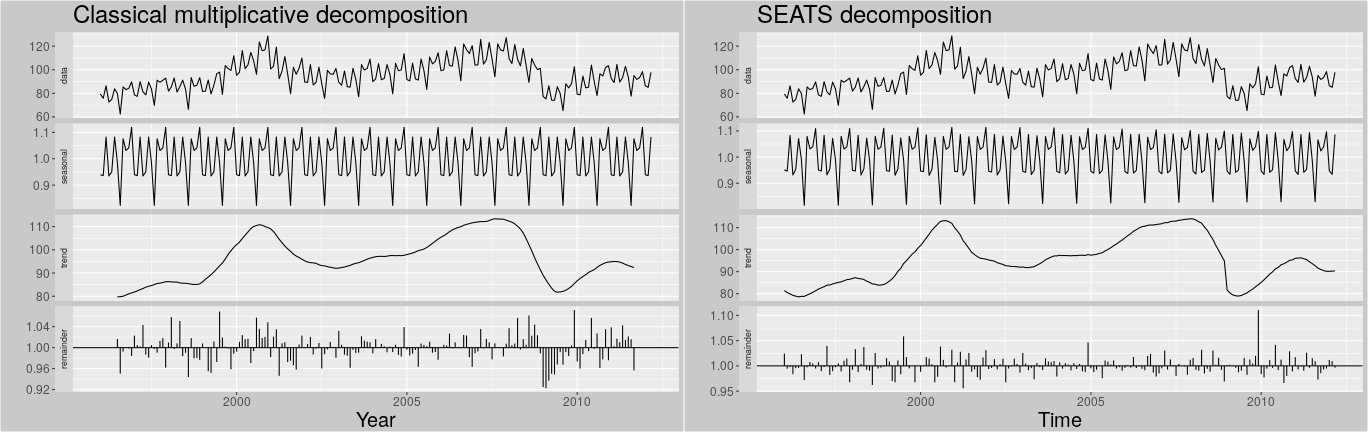 Classical multiplicative decomposition
data
120
100
80
60
seasonal
1.1
1.0
0.9
trend
110
100
90
80
remainder
1.04
1.00
0.96
0.92
2000 2005 2010
Year
SEATS decomposition
data
120
100
80
60
seasonal
1.1
1.0
0.9
trend
110
100
90
80
remainder
1.10
1.05
1.00
0.95
2000 2005 2010
Time